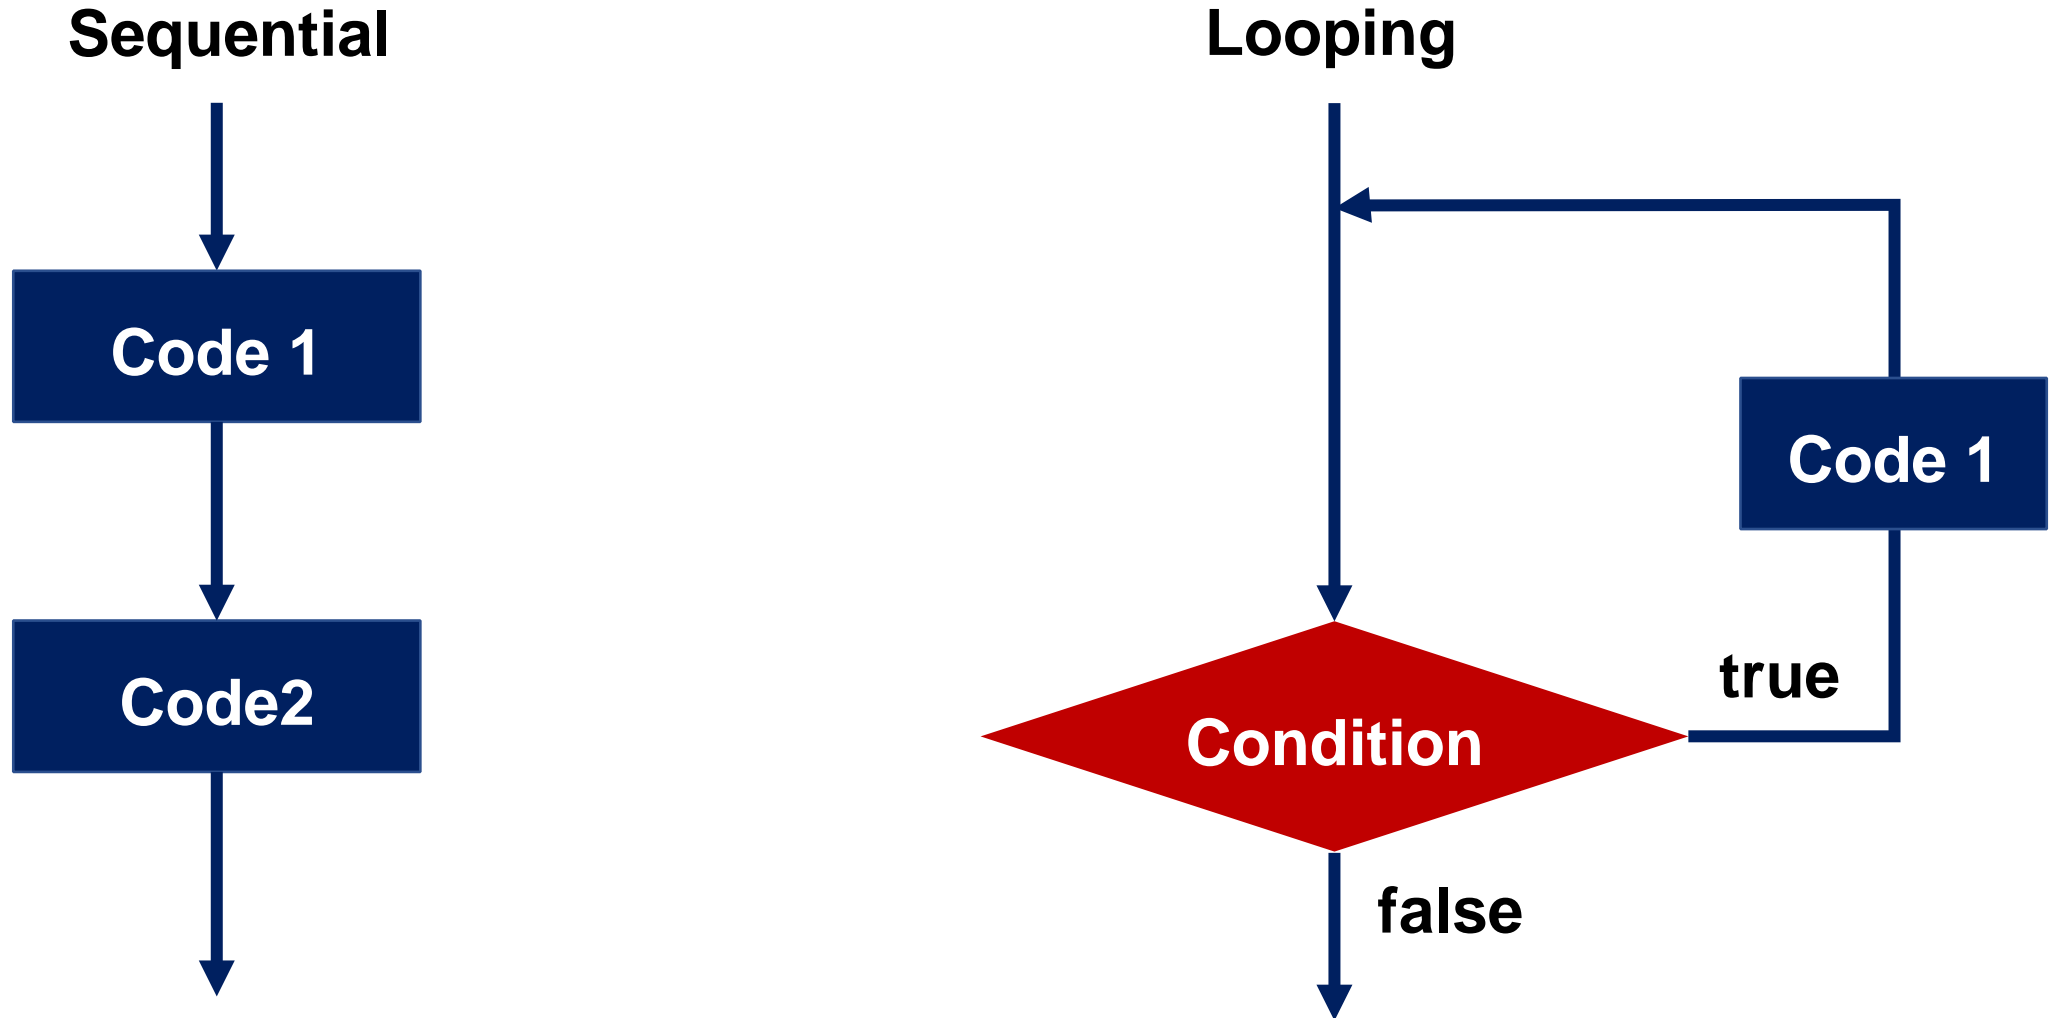 Sequential
Code 1
Code2
Looping
Code 1
true
Condition
false